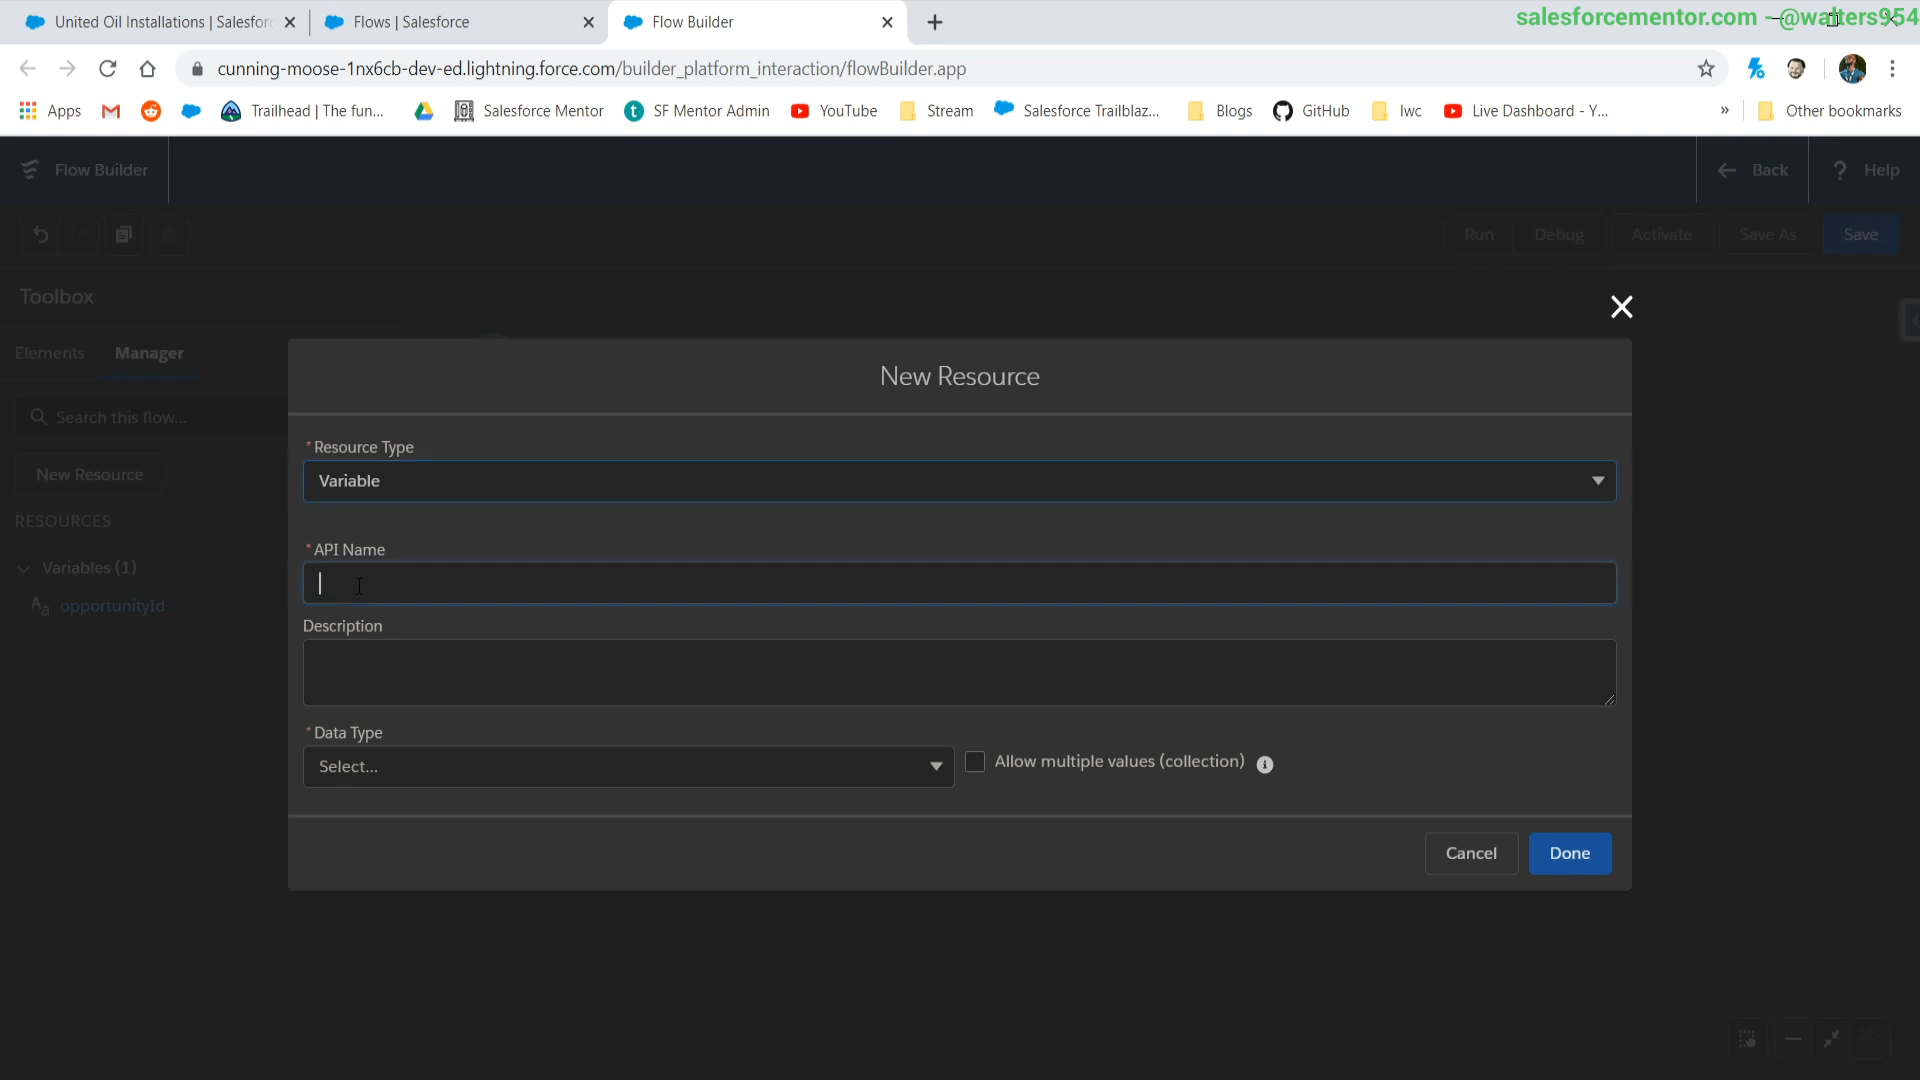 United Oil Installations | Salesforc
Flows | Salesforce
Flow Builder
salesforcementor.com - @walters954
cunning-moose-1nx6cb-dev-ed.lightning.force.com/builder_platform_interaction/flowBuilder.app
Apps
Trailhead | The fun...
Salesforce Mentor
SF Mentor Admin
YouTube
Stream
Salesforce Trailblaz...
Blogs
GitHub
lwc
Live Dashboard - Y...
»
Other bookmarks
Flow Builder
Back
? Help
Run
Debug
Activate
Save As
Save
Toolbox
Elements
Manager
Search this flow...
New Resource
RESOURCES
Variables (1)
Aa opportunityId
New Resource
* Resource Type
Variable
* API Name
Description
* Data Type
Select...
Allow multiple values (collection)
Cancel
Done